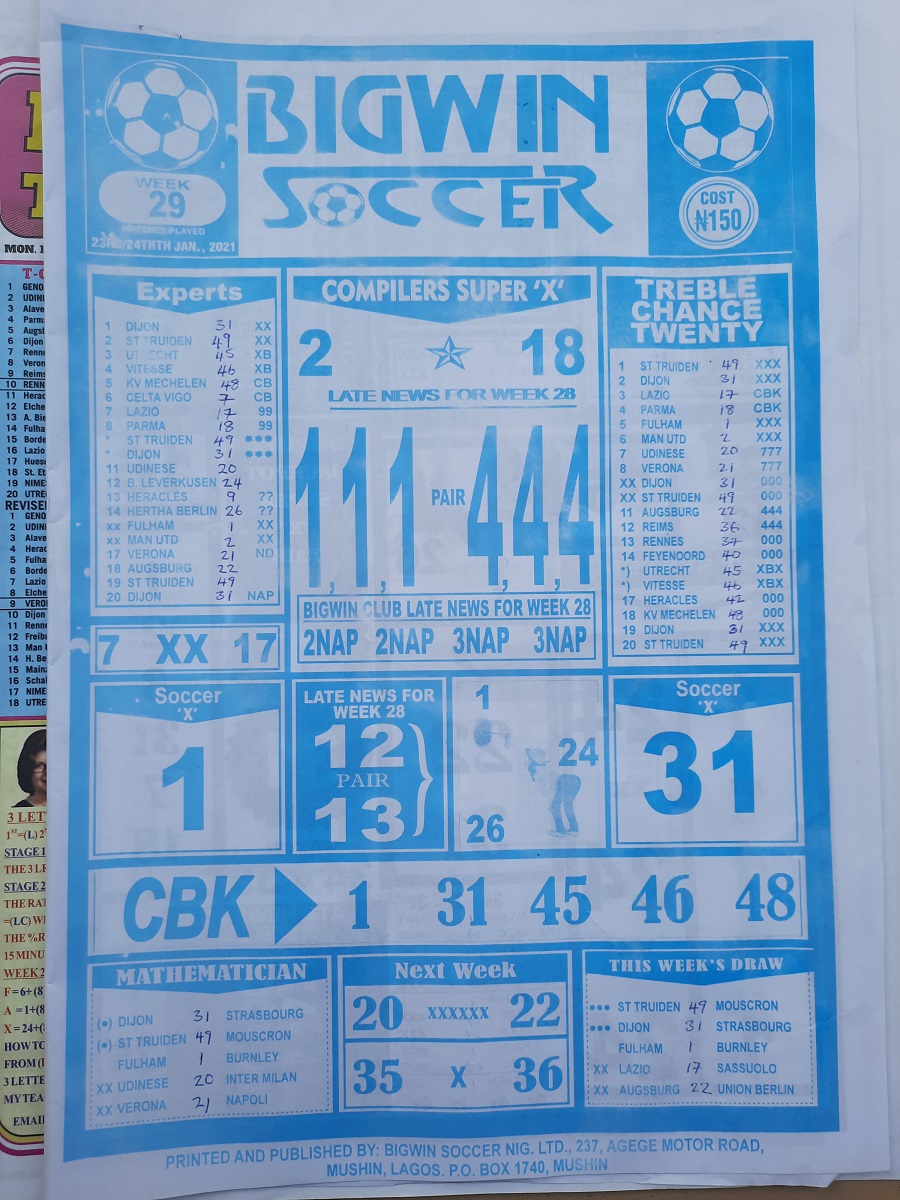 BIGWIN
SOCCER
WEEK
29
MATCHES PLAYED
23RD/24THTH JAN., 2021
COST
₦150
Experts
1 DIJON 31 XX
2 ST TRUIDEN 49 XX
3 UTRECHT 45 XB
4 VITESSE 46 XB
5 KV MECHELEN 48 CB
6 CELTA VIGO 7 CB
7 LAZIO 17 99
8 PARMA 18 99
* ST TRUIDEN 49 ***
* DIJON 31 ***
11 UDINESE 20
12 B. LEVERKUSEN 24
13 HERACLES 9 ??
14 HERTHA BERLIN 26 ??
xx FULHAM 1 XX
xx MAN UTD 2 XX
17 VERONA 21 ND
18 AUGSBURG 22
19 ST TRUIDEN 49
20 DIJON 31 NAP
7 XX 17
COMPILERS SUPER 'X'
2 18
LATE NEWS FOR WEEK 28
1,1,1 PAIR 4,4,4
BIGWIN CLUB LATE NEWS FOR WEEK 28
2NAP 2NAP 3NAP 3NAP
TREBLE
CHANCE
TWENTY
1 ST TRUIDEN 49 XXX
2 DIJON 31 XXX
3 LAZIO 17 CBK
4 PARMA 18 CBK
5 FULHAM 1 XXX
6 MAN UTD 2 XXX
7 UDINESE 20 777
8 VERONA 21 777
XX DIJON 31 000
XX ST TRUIDEN 49 000
11 AUGSBURG 22 444
12 REIMS 36 444
13 RENNES 37 000
14 FEYENOORD 40 000
*) UTRECHT 45 XBX
*) VITESSE 46 XBX
17 HERACLES 42 000
18 KV MECHELEN 48 000
19 DIJON 31 XXX
20 ST TRUIDEN 49 XXX
Soccer
'X'
1
LATE NEWS FOR
WEEK 28
12
PAIR
13
1
24
26
Soccer
'X'
31
CBK 1 31 45 46 48
MATHEMATICIAN
(•) DIJON 31 STRASBOURG
(•) ST TRUIDEN 49 MOUSCRON
FULHAM 1 BURNLEY
XX UDINESE 20 INTER MILAN
XX VERONA 21 NAPOLI
Next Week
20 XXXXXX 22
35 X 36
THIS WEEK'S DRAW
••• ST TRUIDEN 49 MOUSCRON
••• DIJON 31 STRASBOURG
FULHAM 1 BURNLEY
XX LAZIO 17 SASSUOLO
XX AUGSBURG 22 UNION BERLIN
PRINTED AND PUBLISHED BY: BIGWIN SOCCER NIG. LTD., 237, AGEGE MOTOR ROAD,
MUSHIN, LAGOS. P.O. BOX 1740, MUSHIN